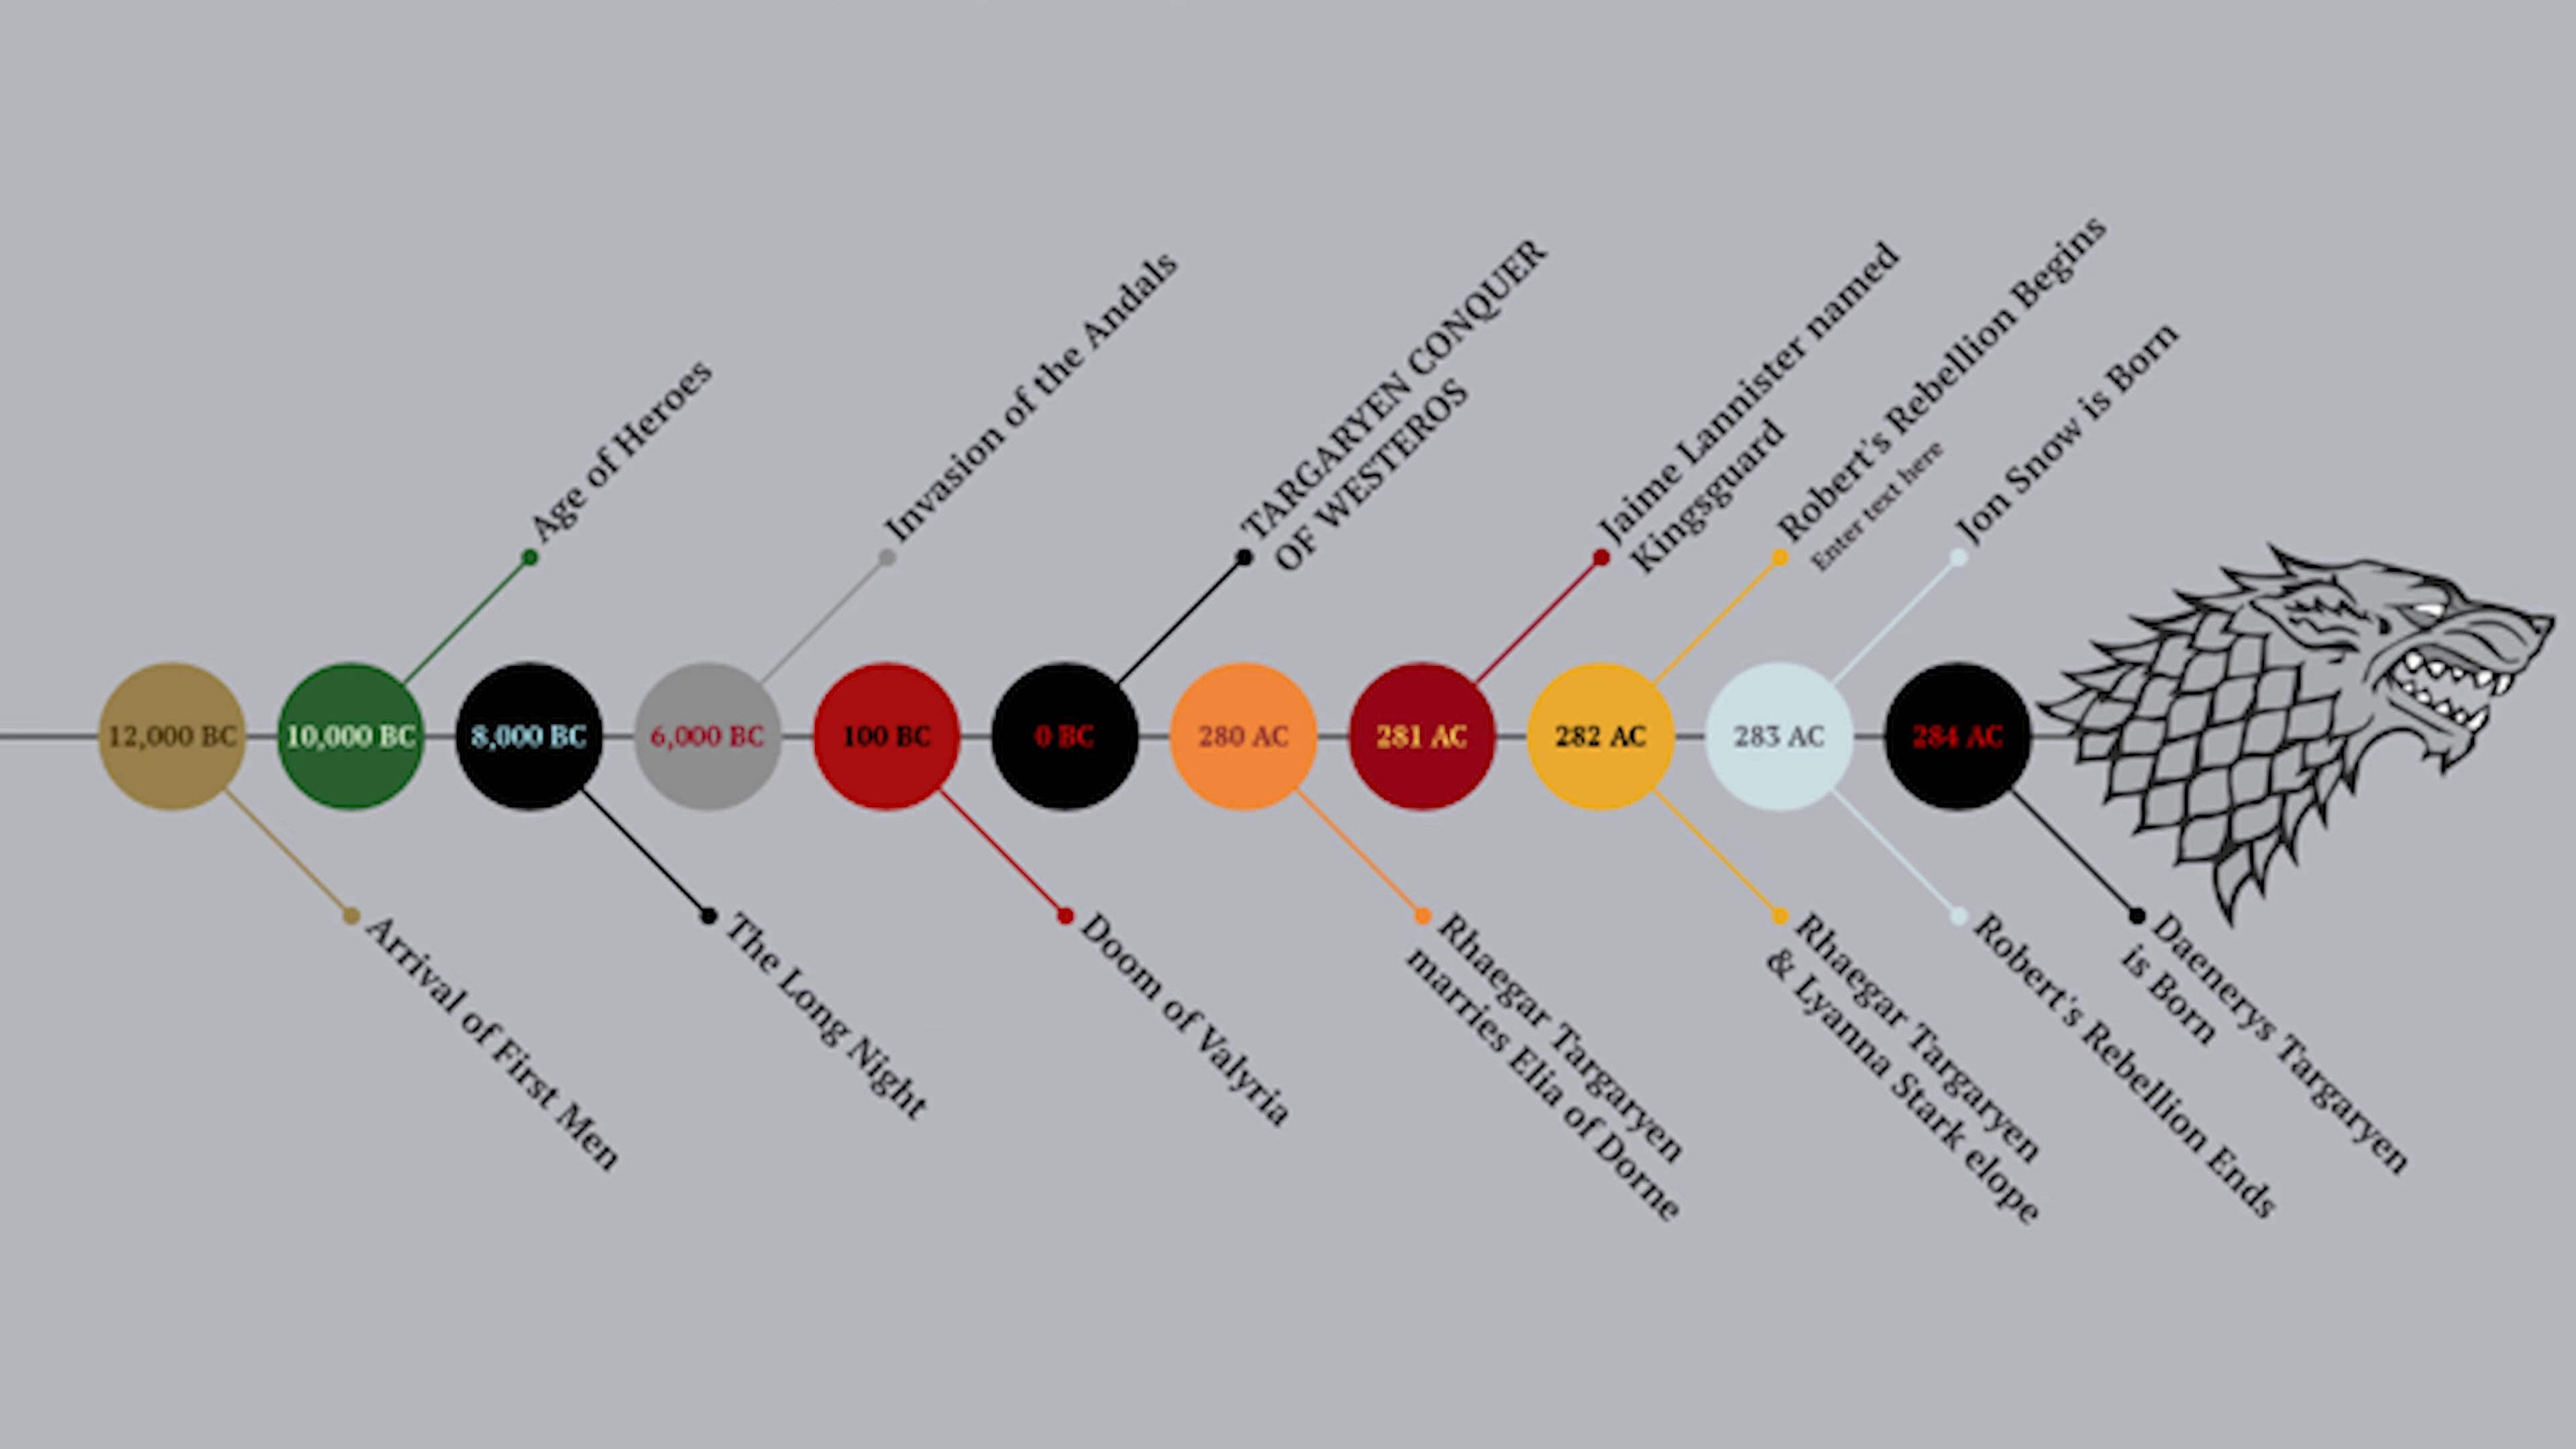 12,000 BC
Arrival of First Men
10,000 BC
Age of Heroes
8,000 BC
The Long Night
6,000 BC
Invasion of the Andals
100 BC
Doom of Valyria
0 BC
TARGARYEN CONQUER
OF WESTEROS
280 AC
Rhaegar Targaryen
marries Elia of Dorne
281 AC
Jaime Lannister named
Kingsguard
282 AC
Robert's Rebellion Begins
Enter text here
Rhaegar Targaryen
& Lyanna Stark elope
283 AC
Jon Snow is Born
Robert's Rebellion Ends
284 AC
Daenerys Targaryen
is Born